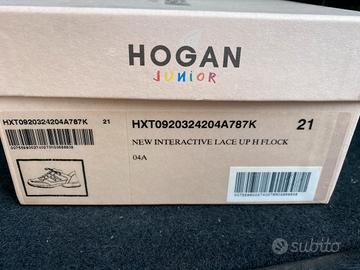 HOGAN
JUNIOR
HXT0920324204A787K 21
HXT0920324204A787K 21
NEW INTERACTIVE LACE UP H FLOCK
04A
subito